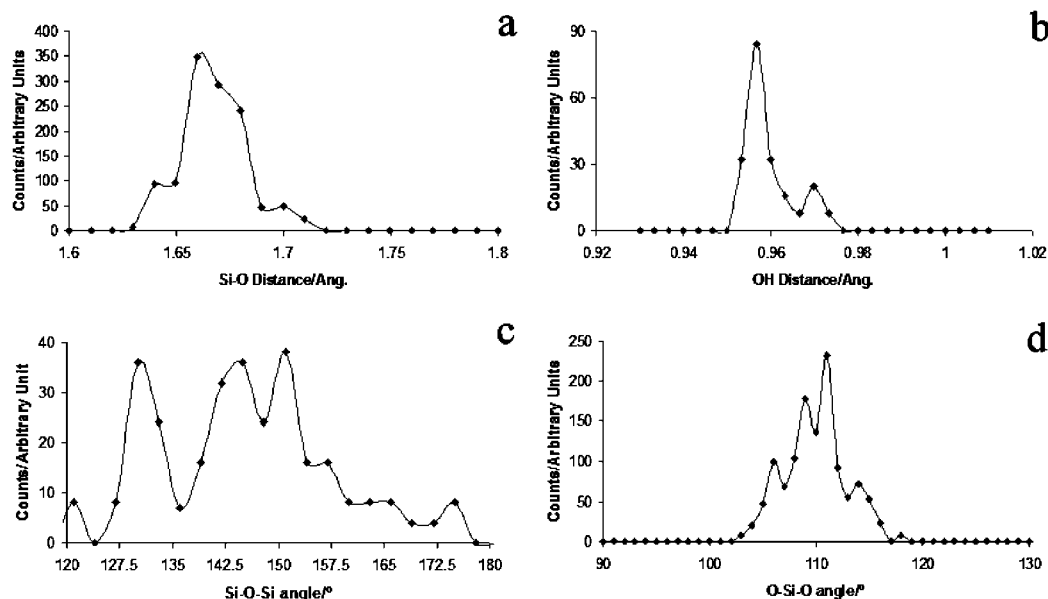 a
400
350
300
250
200
150
100
50
0
Counts/Arbitrary Units
1.6 1.65 1.7 1.75 1.8
Si-O Distance/Ang.
b
90
60
30
0
Counts/Arbitrary Units
0.92 0.94 0.96 0.98 1 1.02
OH Distance/Ang.
c
40
30
20
10
0
Counts/Arbitrary Unit
120 127.5 135 142.5 150 157.5 165 172.5 180
Si-O-Si angle/º
d
250
200
150
100
50
0
Counts/Arbitrary Units
90 100 110 120 130
O-Si-O angle/º